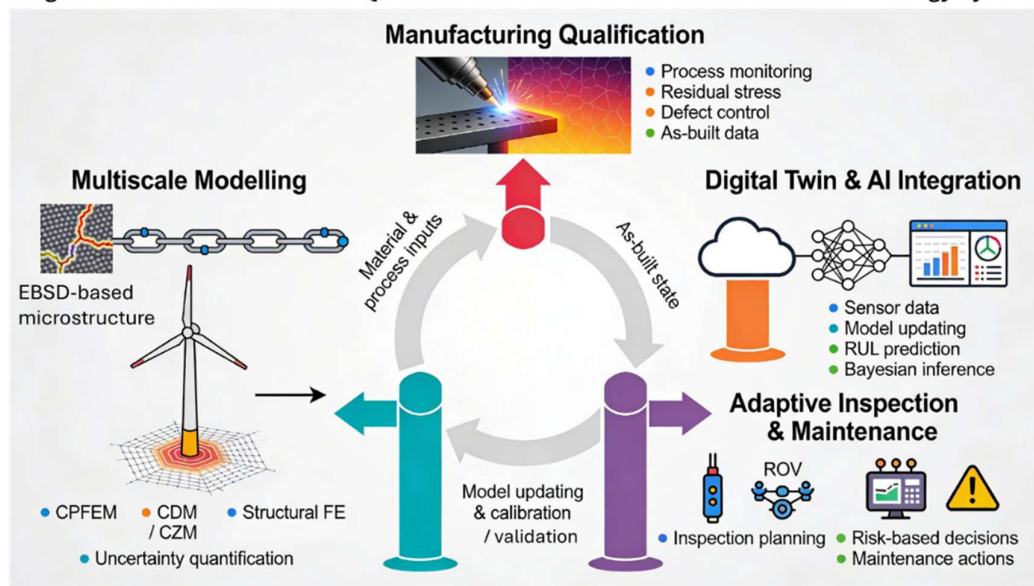 Manufacturing Qualification
Process monitoring
Residual stress
Defect control
As-built data
Multiscale Modelling
EBSD-based
microstructure
CPFEM
CDM
/ CZM
Structural FE
Uncertainty quantification
Material &
process inputs
As-built state
Model updating
& calibration
/ validation
Digital Twin & AI Integration
Sensor data
Model updating
RUL prediction
Bayesian inference
Adaptive Inspection
& Maintenance
ROV
Inspection planning
Risk-based decisions
Maintenance actions